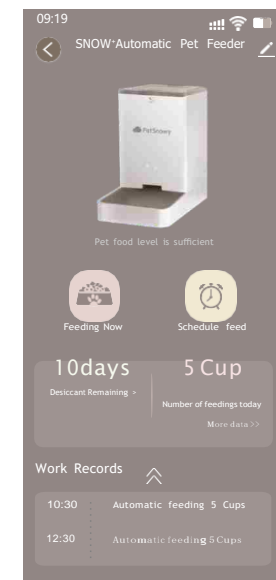 09:19
SNOW⁺Automatic Pet Feeder
PetSnowy
Pet food level is sufficient
Feeding Now
Schedule feed
10days
5 Cup
Desiccant Remaining >
Number of feedings today
More data >>
Work Records
10:30 Automatic feeding 5 Cups
12:30 Automatic feeding 5 Cups